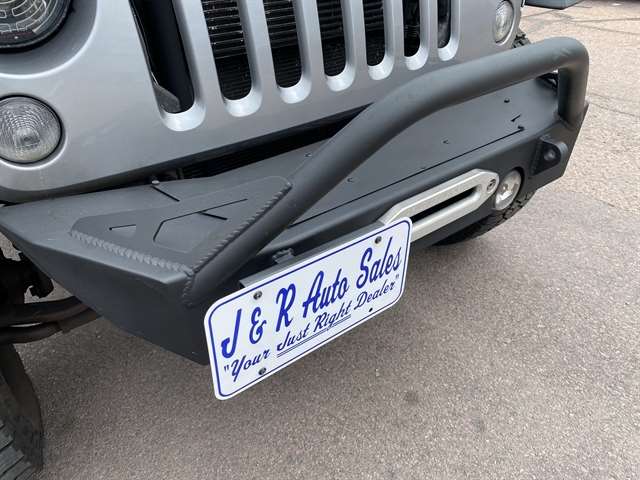 J & R Auto Sales
"Your Just Right Dealer"